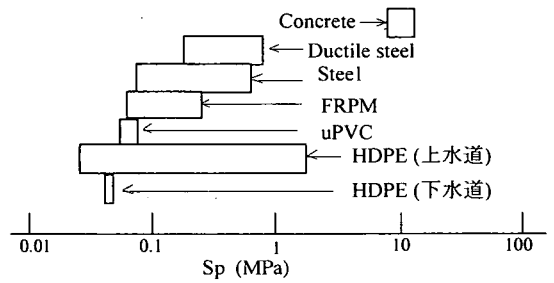 Concrete
Ductile steel
Steel
FRPM
uPVC
HDPE (上水道)
HDPE (下水道)
0.01 0.1 1 10 100
Sp (MPa)